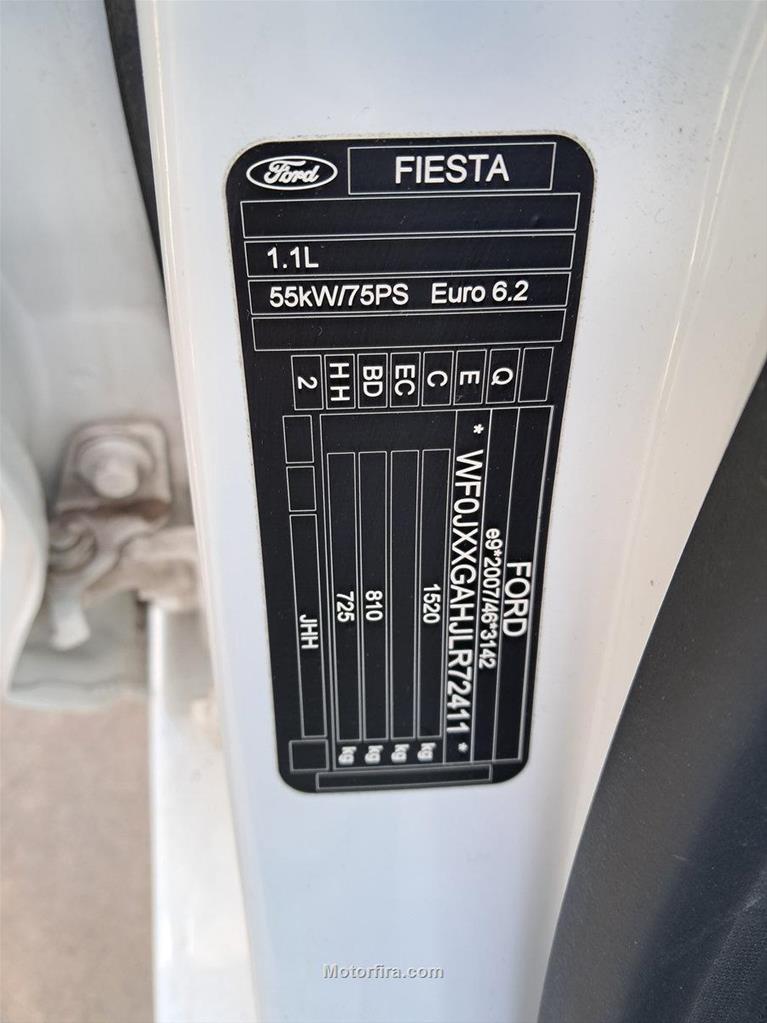 Ford
FIESTA
1.1L
55kW/75PS Euro 6.2
FORD
e9*2007/46*3142
* WF0JXXGAHJLR72411 *
1520 kg
kg
810 kg
725 kg
JHH
Q
E
C
EC
BD
HH
2
Motorfira.com